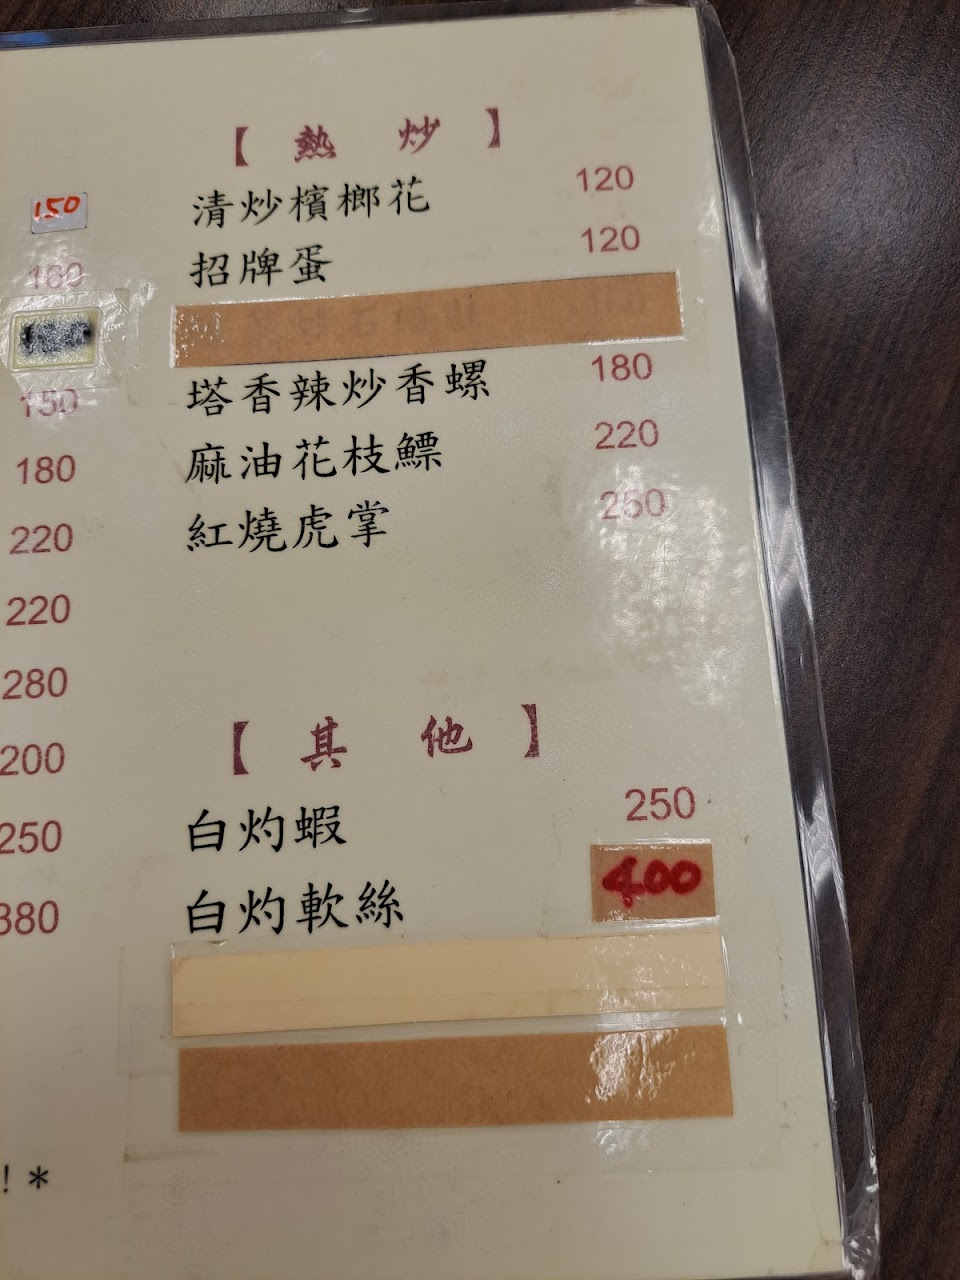 【 熱 炒 】
清炒檳榔花 120
招牌蛋 120
塔香辣炒香螺 180
麻油花枝鰾 220
紅燒虎掌 250
【 其 他 】
白灼蝦 250
白灼軟絲 400
150
160
150
180
220
220
280
200
250
380
！＊